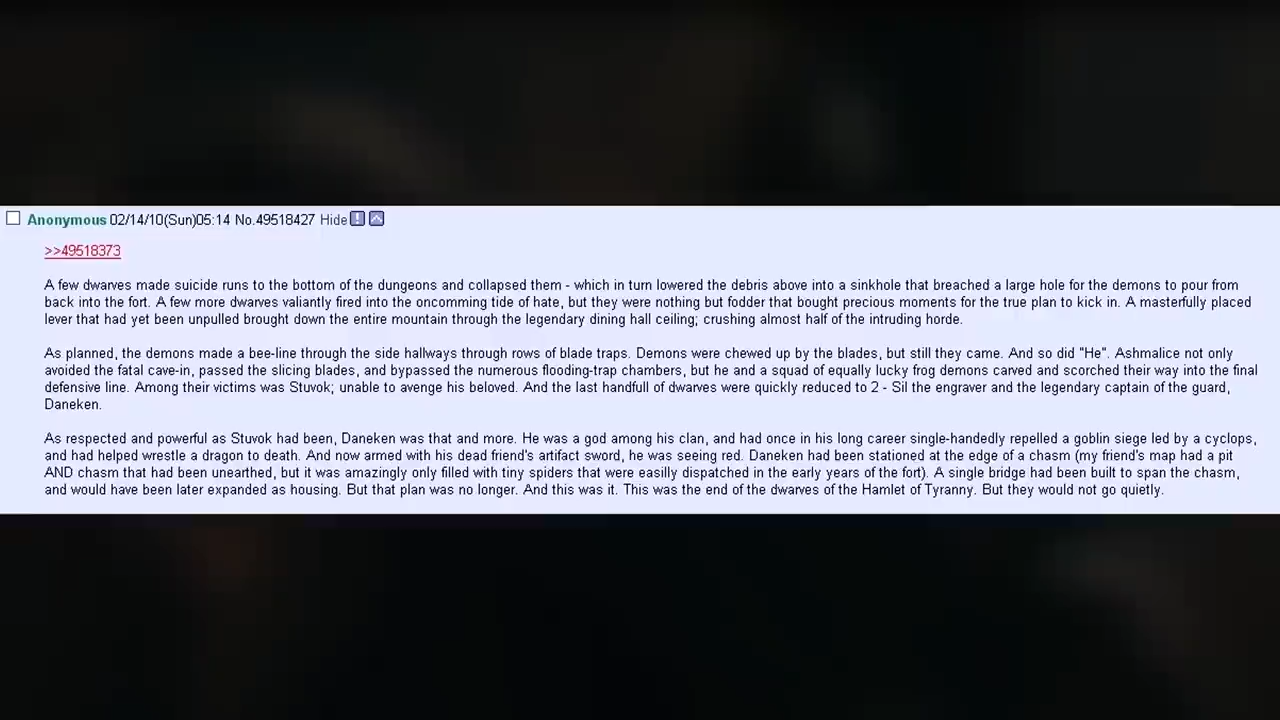 Anonymous 02/14/10(Sun)05:14 No.49518427 Hide
>>49518373
A few dwarves made suicide runs to the bottom of the dungeons and collapsed them - which in turn lowered the debris above into a sinkhole that breached a large hole for the demons to pour from
back into the fort. A few more dwarves valiantly fired into the oncomming tide of hate, but they were nothing but fodder that bought precious moments for the true plan to kick in. A masterfully placed
lever that had yet been unpulled brought down the entire mountain through the legendary dining hall ceiling; crushing almost half of the intruding horde.
As planned, the demons made a bee-line through the side hallways through rows of blade traps. Demons were chewed up by the blades, but still they came. And so did "He". Ashmalice not only
avoided the fatal cave-in, passed the slicing blades, and bypassed the numerous flooding-trap chambers, but he and a squad of equally lucky frog demons carved and scorched their way into the final
defensive line. Among their victims was Stuvok; unable to avenge his beloved. And the last handfull of dwarves were quickly reduced to 2 - Sil the engraver and the legendary captain of the guard,
Daneken.
As respected and powerful as Stuvok had been, Daneken was that and more. He was a god among his clan, and had once in his long career single-handedly repelled a goblin siege led by a cyclops,
and had helped wrestle a dragon to death. And now armed with his dead friend's artifact sword, he was seeing red. Daneken had been stationed at the edge of a chasm (my friend's map had a pit
AND chasm that had been unearthed, but it was amazingly only filled with tiny spiders that were easilly dispatched in the early years of the fort). A single bridge had been built to span the chasm,
and would have been later expanded as housing. But that plan was no longer. And this was it. This was the end of the dwarves of the Hamlet of Tyranny. But they would not go quietly.